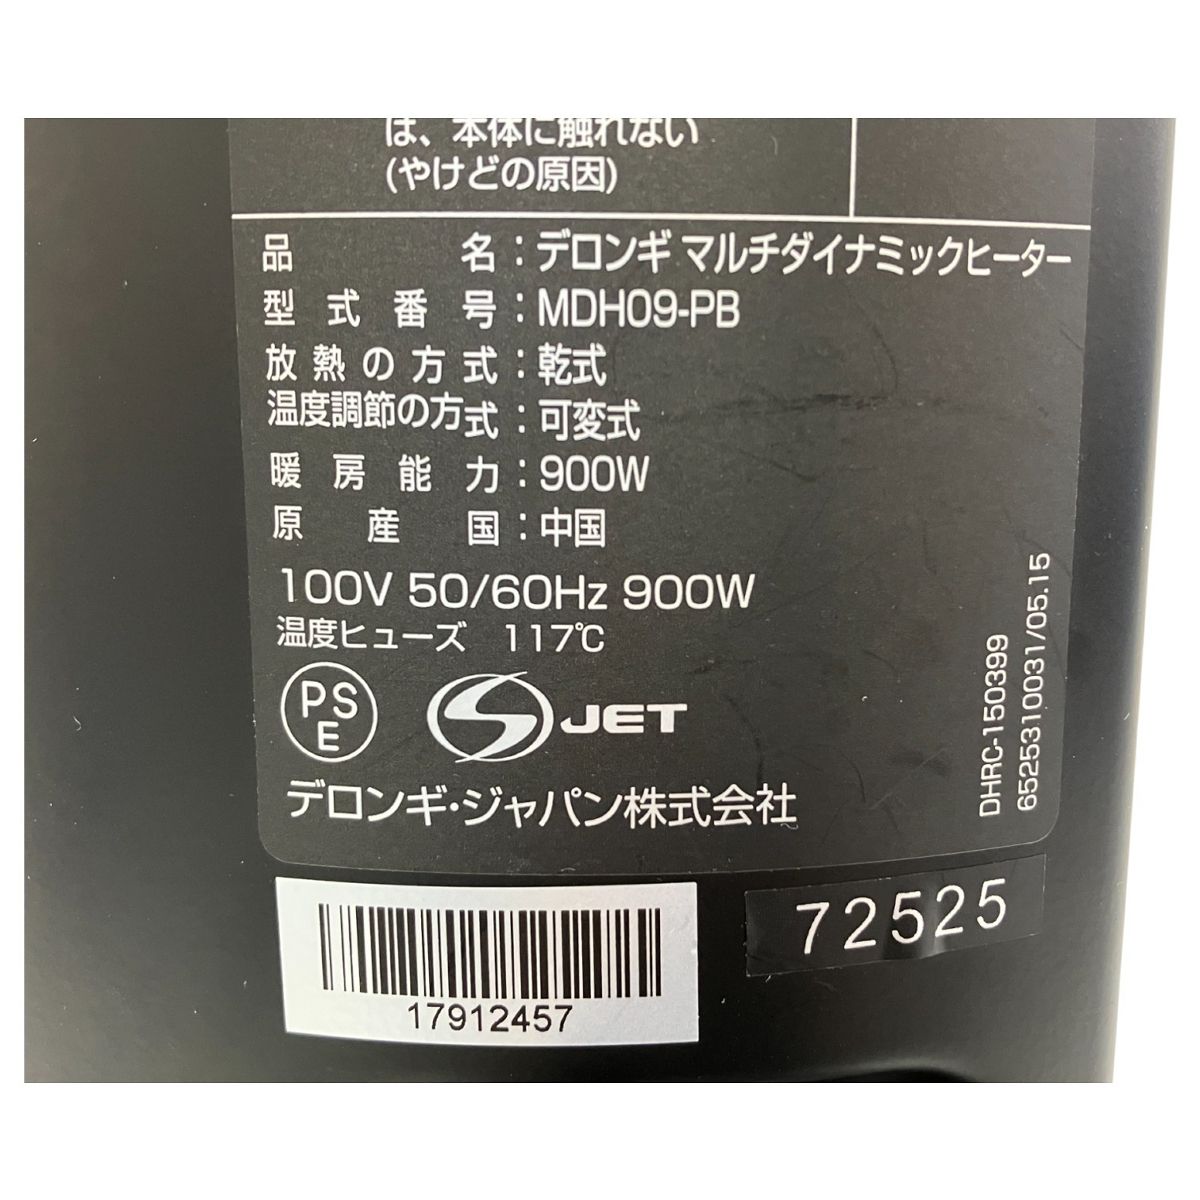 は、本体に触れない
(やけどの原因)
品名：デロンギ マルチダイナミックヒーター
型式番号：MDH09-PB
放熱の方式：乾式
温度調節の方式：可変式
暖房能力：900W
原産国：中国
100V 50/60Hz 900W
温度ヒューズ 117℃
PSE
S JET
デロンギ・ジャパン株式会社
DHRC-150399
6525310031/05.15
17912457
72525